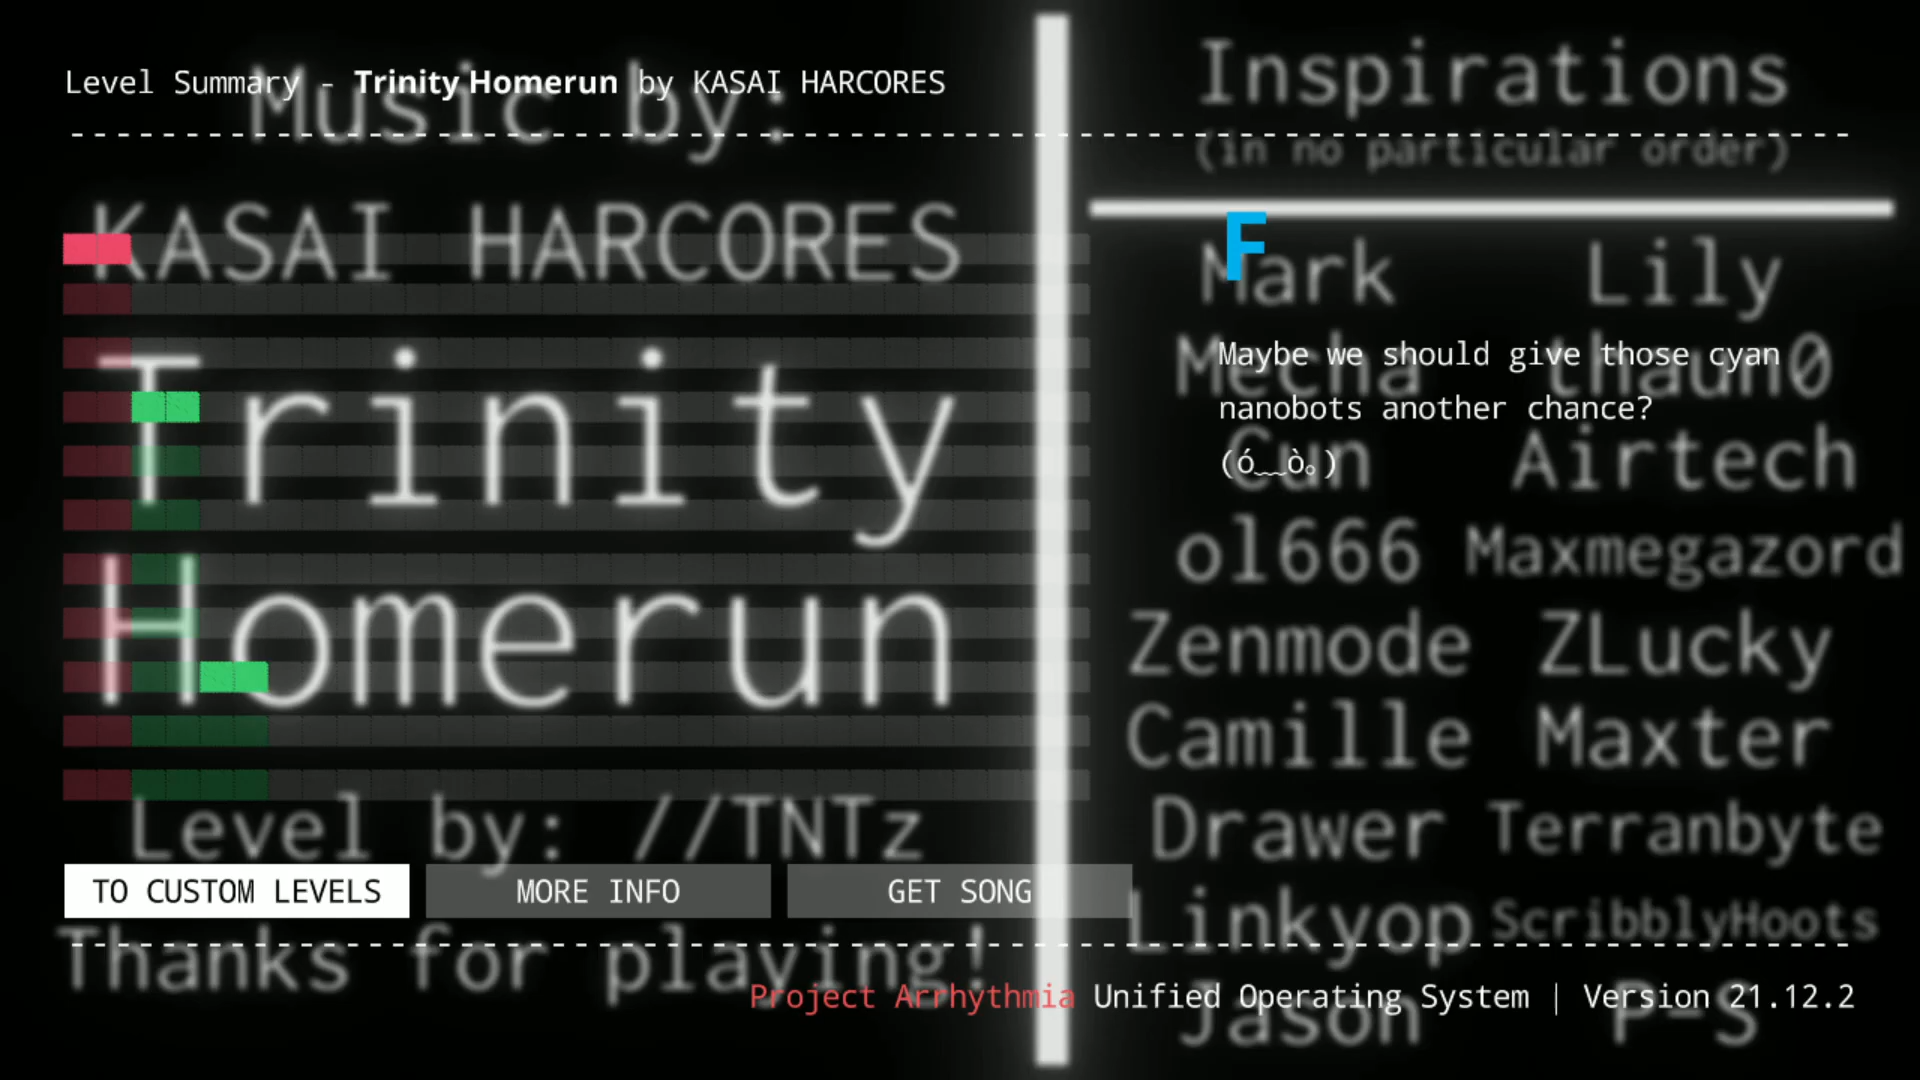 Level Summary - Trinity Homerun by KASAI HARCORES
Music by:
KASAI HARCORES
Trinity
Homerun
Level by: //TNTz
Thanks for playing!
Inspirations
(in no particular order)
F
Maybe we should give those cyan
nanobots another chance?
(ó﹏ò。)
Mark Lily
Mecha thaun0
Cun Airtech
ol666 Maxmegazord
Zenmode ZLucky
Camille Maxter
Drawer Terranbyte
Linkyop ScribblyHoots
Jason P-S
TO CUSTOM LEVELS MORE INFO GET SONG
Project Arrhythmia Unified Operating System | Version 21.12.2